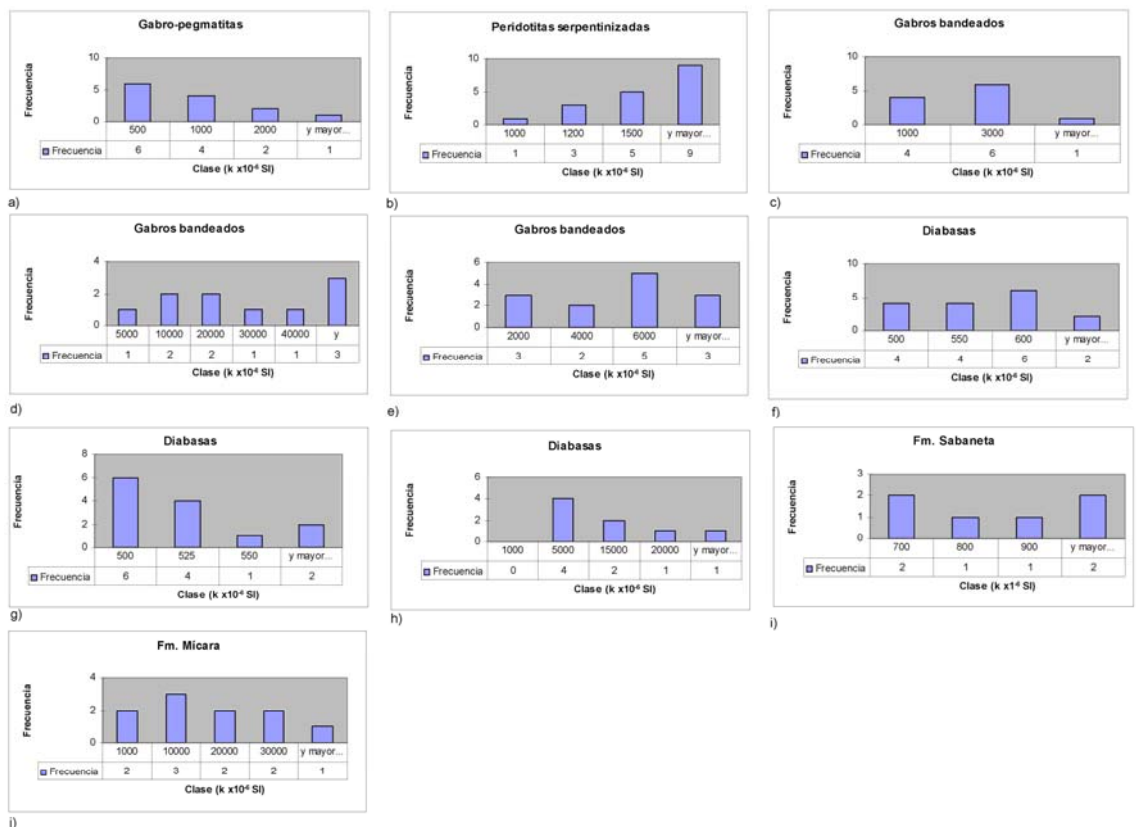 Gabro-pegmatitas
Frecuencia
10
5
0
500 1000 2000 y mayor...
Frecuencia 6 4 2 1
Clase (k x10-6 SI)
a)
Peridotitas serpentinizadas
Frecuencia
10
5
0
1000 1200 1500 y mayor...
Frecuencia 1 3 5 9
Clase (k x10-6 SI)
b)
Gabros bandeados
Frecuencia
10
5
0
1000 3000 y mayor...
Frecuencia 4 6 1
Clase (k x10-6 SI)
c)
Gabros bandeados
Frecuencia
4
2
0
5000 10000 20000 30000 40000 y
Frecuencia 1 2 2 1 1 3
Clase (k x10-6 SI)
d)
Gabros bandeados
Frecuencia
6
4
2
0
2000 4000 6000 y mayor...
Frecuencia 3 2 5 3
Clase (k x10-6 SI)
e)
Diabasas
Frecuencia
10
5
0
500 550 600 y mayor...
Frecuencia 4 4 6 2
Clase (k x10-6 SI)
f)
Diabasas
Frecuencia
8
6
4
2
0
500 525 550 y mayor...
Frecuencia 6 4 1 2
Clase (k x10-6 SI)
g)
Diabasas
Frecuencia
6
4
2
0
1000 5000 15000 20000 y mayor...
Frecuencia 0 4 2 1 1
Clase (k x10-6 SI)
h)
Fm. Sabaneta
Frecuencia
3
2
1
0
700 800 900 y mayor...
Frecuencia 2 1 1 2
Clase (k x1-6 SI)
i)
Fm. Mícara
Frecuencia
4
2
0
1000 10000 20000 30000 y mayor...
Frecuencia 2 3 2 2 1
Clase (k x10-6 SI)
j)